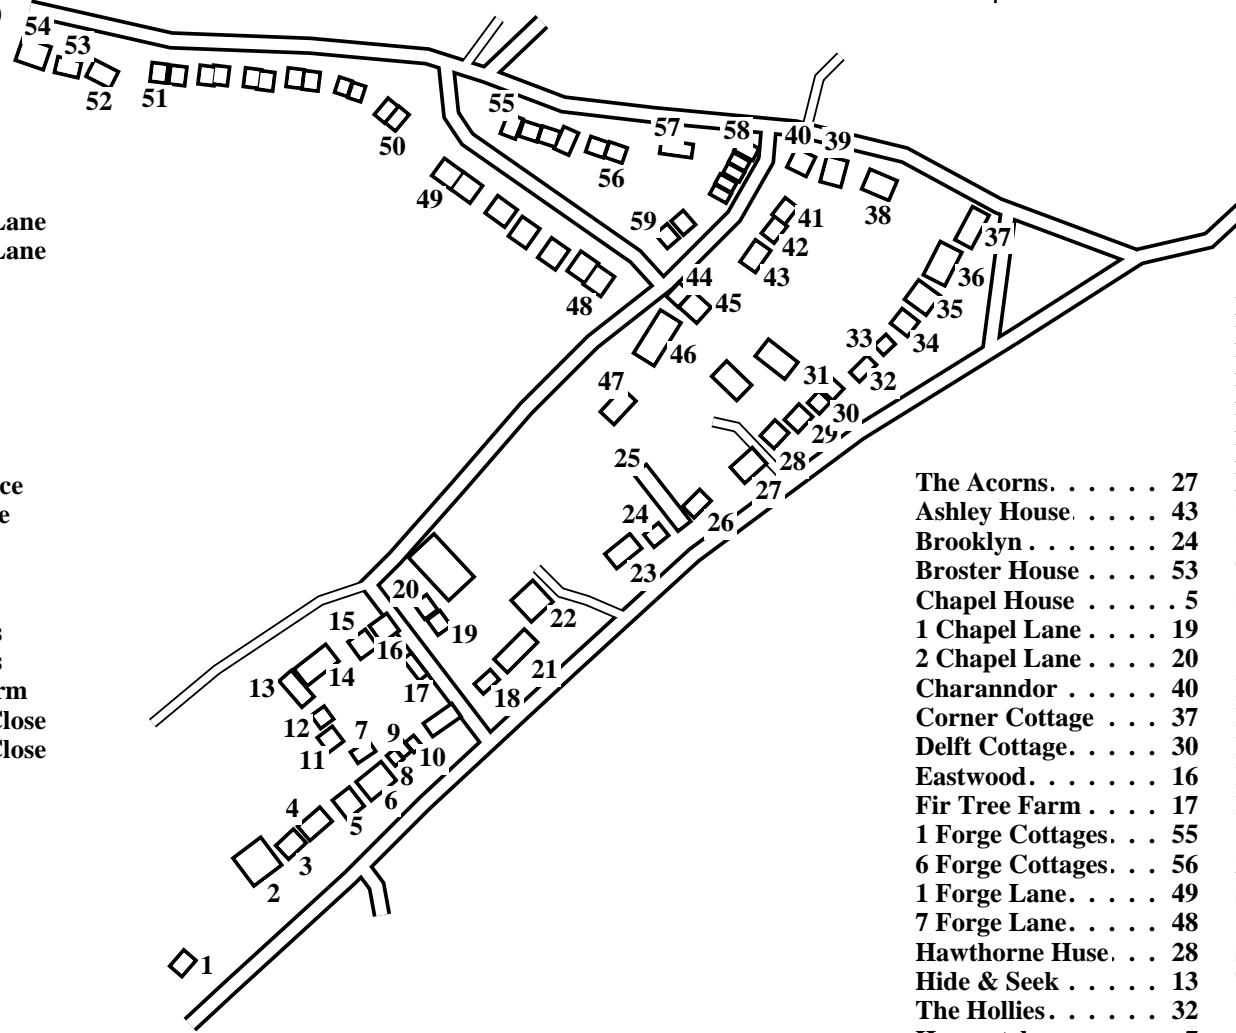 54
53
52
51
50
55
56
57
58
40
39
38
49
59
41
42
43
37
36
35
34
33
32
48
44
45
46
47
31
30
29
28
27
25
24
26
23
22
20
19
21
15
16
14
13
17
18
12
11
7
9
10
8
6
4
5
3
2
1
Lane
Lane
The Acorns. . . . . . 27
Ashley House. . . . . 43
Brooklyn . . . . . . . 24
Broster House . . . . 53
Chapel House . . . . . 5
1 Chapel Lane . . . . 19
2 Chapel Lane . . . . 20
Charanndor . . . . . 40
Corner Cottage . . . 37
Delft Cottage. . . . . 30
Eastwood. . . . . . . 16
Fir Tree Farm . . . . 17
1 Forge Cottages. . . 55
6 Forge Cottages. . . 56
1 Forge Lane. . . . . 49
7 Forge Lane. . . . . 48
Hawthorne Huse. . . 28
Hide & Seek . . . . . 13
The Hollies. . . . . . 32
Close
Close